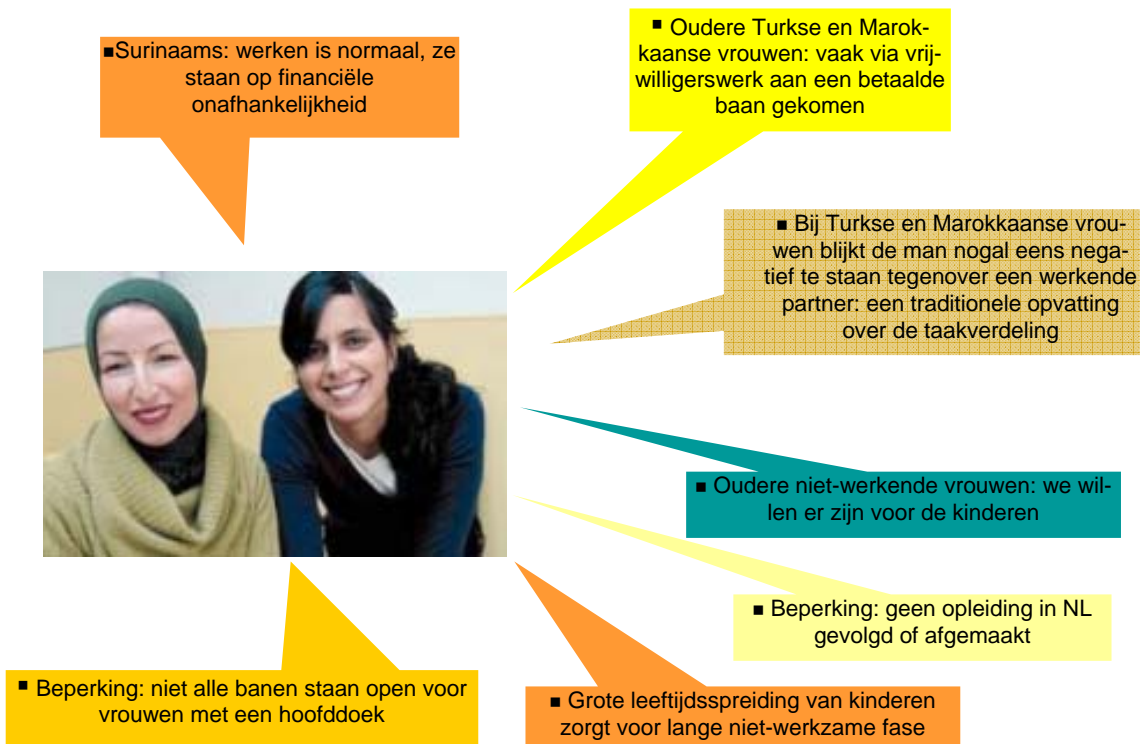 ■Surinaams: werken is normaal, ze
staan op financiële
onafhankelijkheid
■ Oudere Turkse en Marok-
kaanse vrouwen: vaak via vrij-
willigerswerk aan een betaalde
baan gekomen
■ Bij Turkse en Marokkaanse vrou-
wen blijkt de man nogal eens nega-
tief te staan tegenover een werkende
partner: een traditionele opvatting
over de taakverdeling
■ Oudere niet-werkende vrouwen: we wil-
len er zijn voor de kinderen
■ Beperking: geen opleiding in NL
gevolgd of afgemaakt
■ Beperking: niet alle banen staan open voor
vrouwen met een hoofddoek
■ Grote leeftijdsspreiding van kinderen
zorgt voor lange niet-werkzame fase